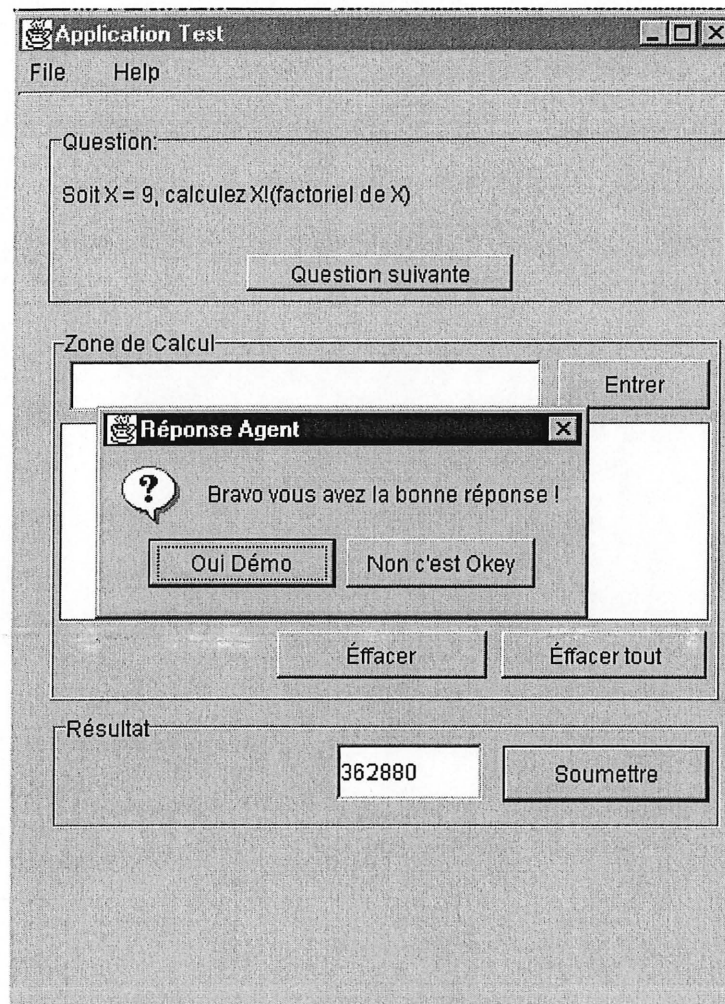 Application Test
File Help
Question:
Soit X = 9, calculez X!(factoriel de X)
Question suivante
Zone de Calcul
Entrer
Réponse Agent
Bravo vous avez la bonne réponse !
Oui Démo Non c'est Okey
Éffacer Éffacer tout
Résultat
362880 Soumettre